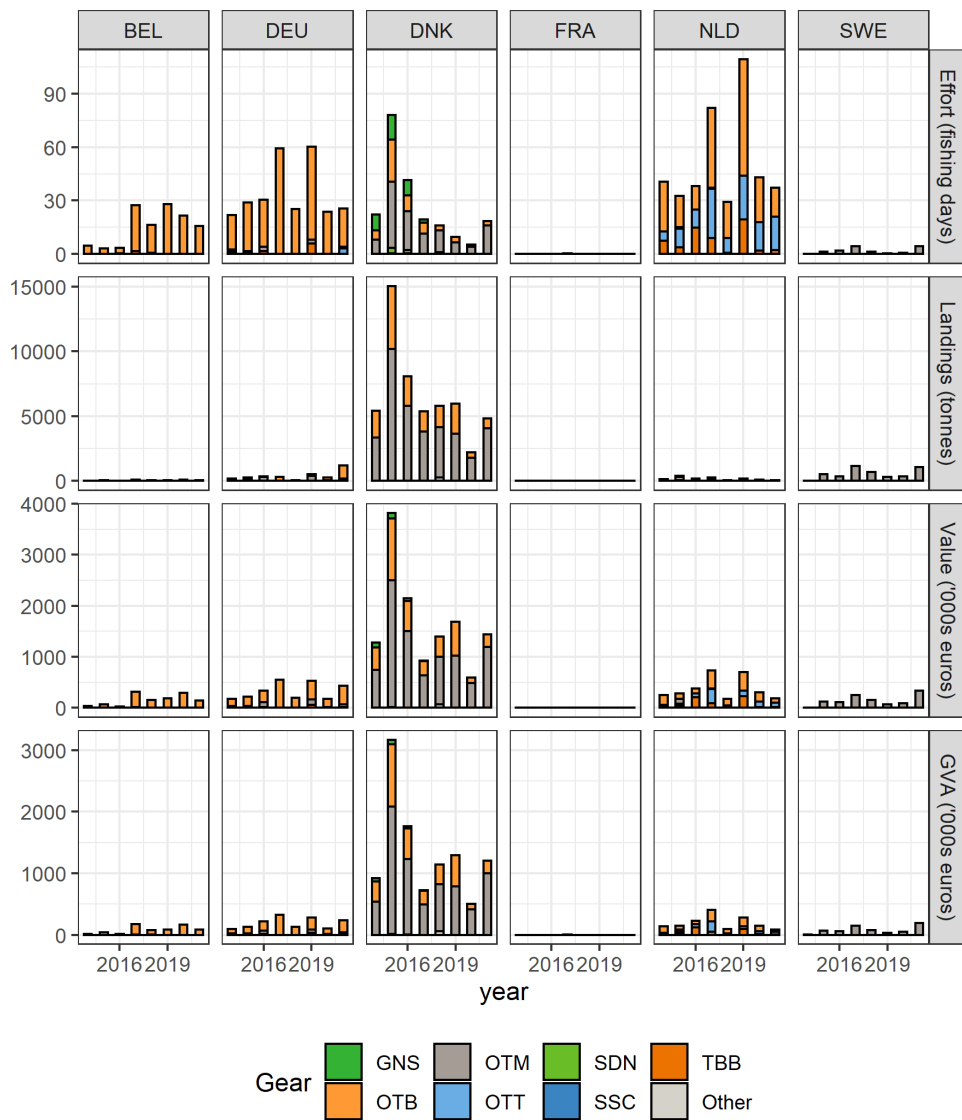 BEL DEU DNK FRA NLD SWE
90
60
30
0
Effort (fishing days)
15000
10000
5000
0
Landings (tonnes)
4000
3000
2000
1000
0
Value ('000s euros)
3000
2000
1000
0
GVA ('000s euros)
2016 2019 2016 2019 2016 2019 2016 2019 2016 2019 2016 2019
year
Gear
GNS OTM SDN TBB
OTB OTT SSC Other